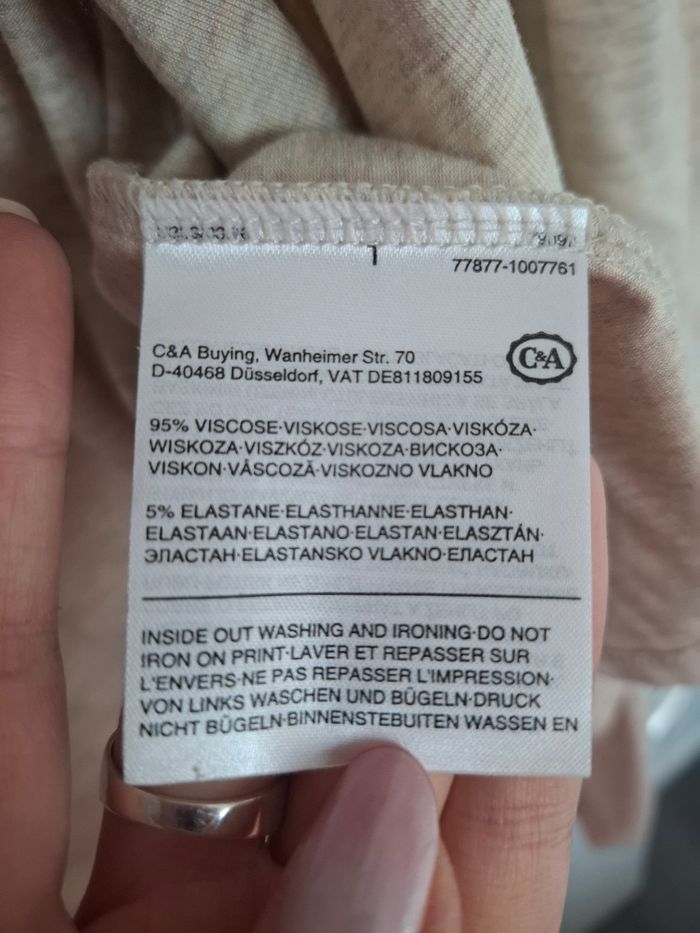 77877-1007761
C&A Buying, Wanheimer Str. 70
D-40468 Düsseldorf, VAT DE811809155
C&A
95% VISCOSE·VISKOSE·VISCOSA·VISKÓZA·
WISKOZA·VISZKÓZ·VISKOZA·ВИСКОЗА·
VISKON·VÂSCOZĂ·VISKOZNO VLAKNO
5% ELASTANE·ELASTHANNE·ELASTHAN·
ELASTAAN·ELASTANO·ELASTAN·ELASZTÁN·
ЭЛАСТАН·ELASTANSKO VLAKNO·ЕЛАСТАН
INSIDE OUT WASHING AND IRONING·DO NOT
IRON ON PRINT·LAVER ET REPASSER SUR
L'ENVERS·NE PAS REPASSER L'IMPRESSION·
VON LINKS WASCHEN UND BÜGELN·DRUCK
NICHT BÜGELN·BINNENSTEBUITEN WASSEN EN